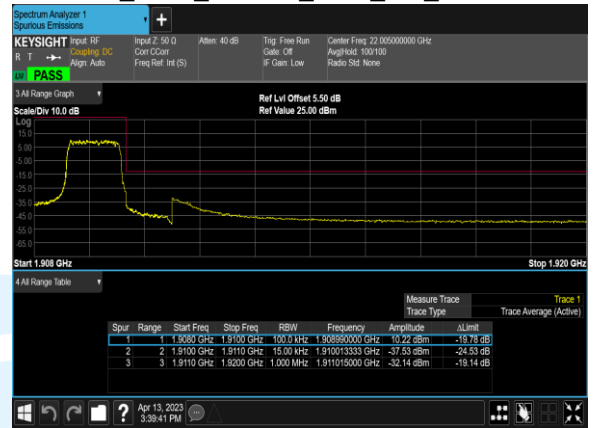 Spectrum Analyzer 1
Spurious Emissions
+
KEYSIGHT Input: RF Input Z: 50 Ω Atten: 40 dB Trig: Free Run Center Freq: 22.005000000 GHz
R T Coupling: DC Corr CCorr Gate: Off Avg|Hold: 100/100
Align: Auto Freq Ref: Int (S) IF Gain: Low Radio Std: None
PASS
3 All Range Graph
Ref Lvl Offset 5.50 dB
Scale/Div 10.0 dB Ref Value 25.00 dBm
Log
15.0
5.00
-5.00
-15.0
-25.0
-35.0
-45.0
-55.0
-65.0
Start 1.908 GHz Stop 1.920 GHz
4 All Range Table
Measure Trace Trace 1
Trace Type Trace Average (Active)
Spur Range Start Freq Stop Freq RBW Frequency Amplitude ΔLimit
1 1 1.9080 GHz 1.9100 GHz 100.0 kHz 1.908990000 GHz 10.22 dBm -19.78 dB
2 2 1.9100 GHz 1.9110 GHz 15.00 kHz 1.910013333 GHz -37.53 dBm -24.53 dB
3 3 1.9110 GHz 1.9200 GHz 1.000 MHz 1.911015000 GHz -32.14 dBm -19.14 dB
? Apr 13, 2023
3:39:41 PM